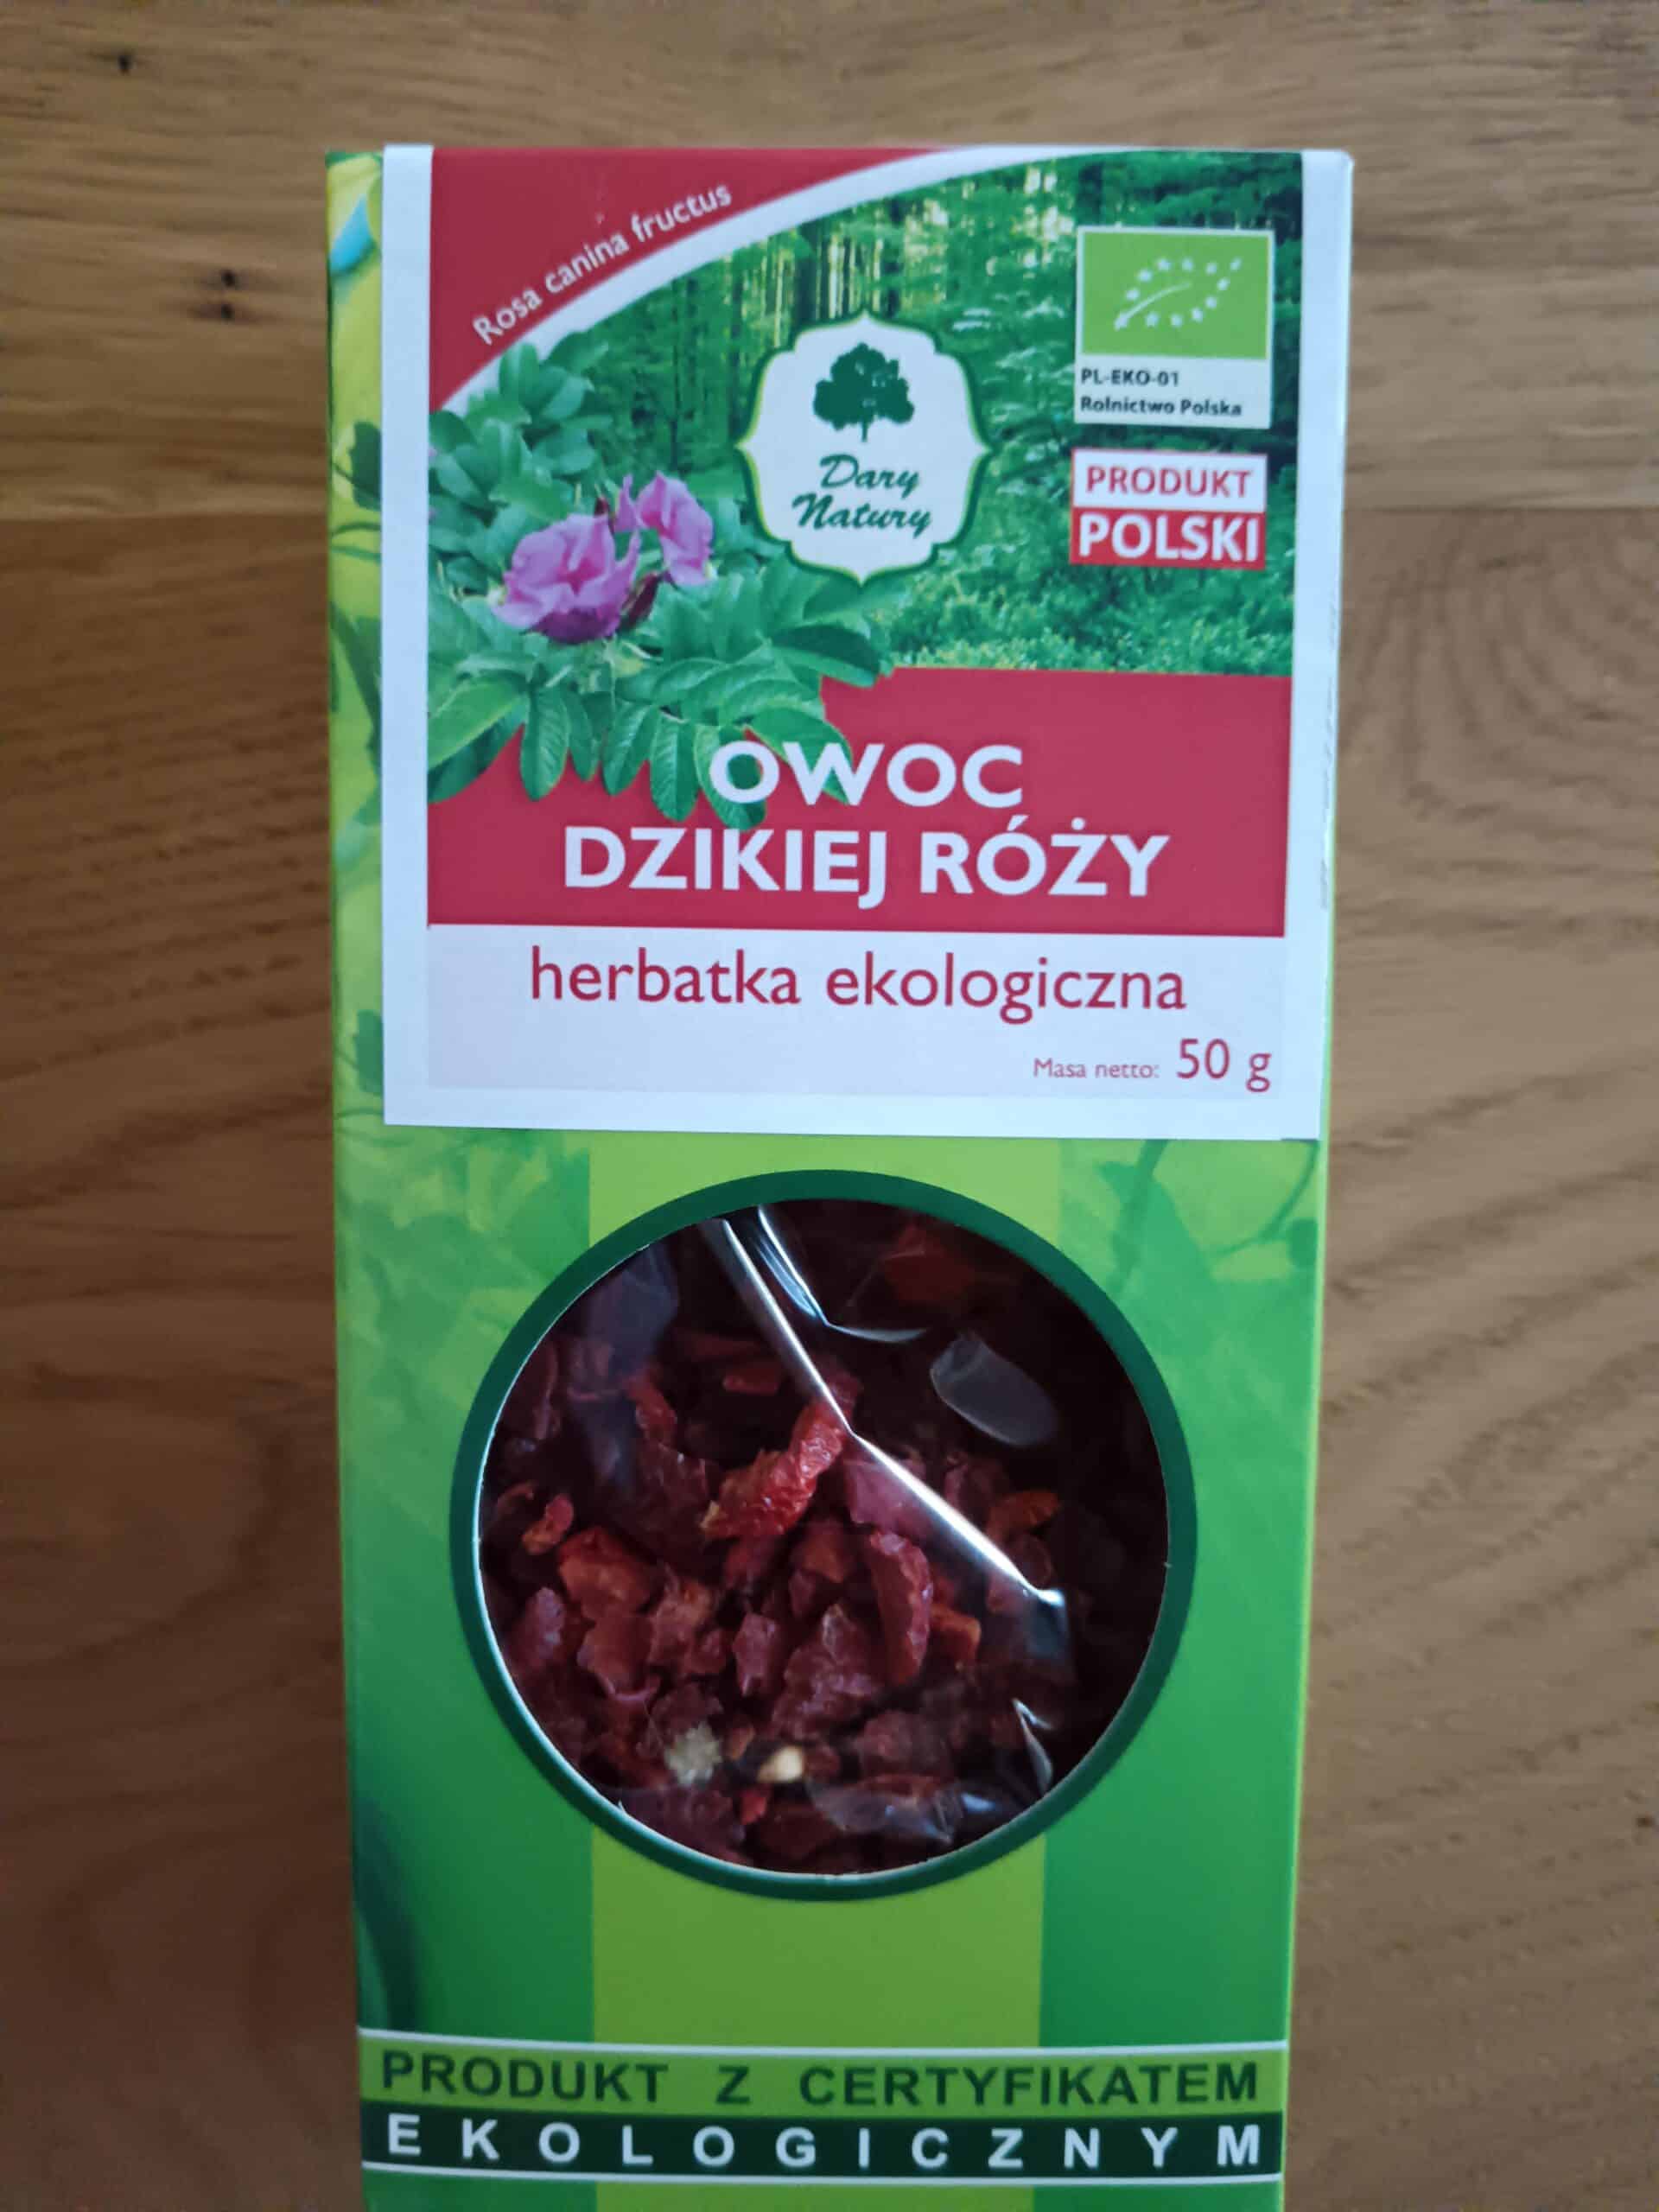 Rosa canina fructus
PL-EKO-01
Rolnictwo Polska
Dary
Natury
PRODUKT
POLSKI
OWOC
DZIKIEJ RÓŻY
herbatka ekologiczna
Masa netto: 50 g
PRODUKT Z CERTYFIKATEM
EKOLOGICZNYM